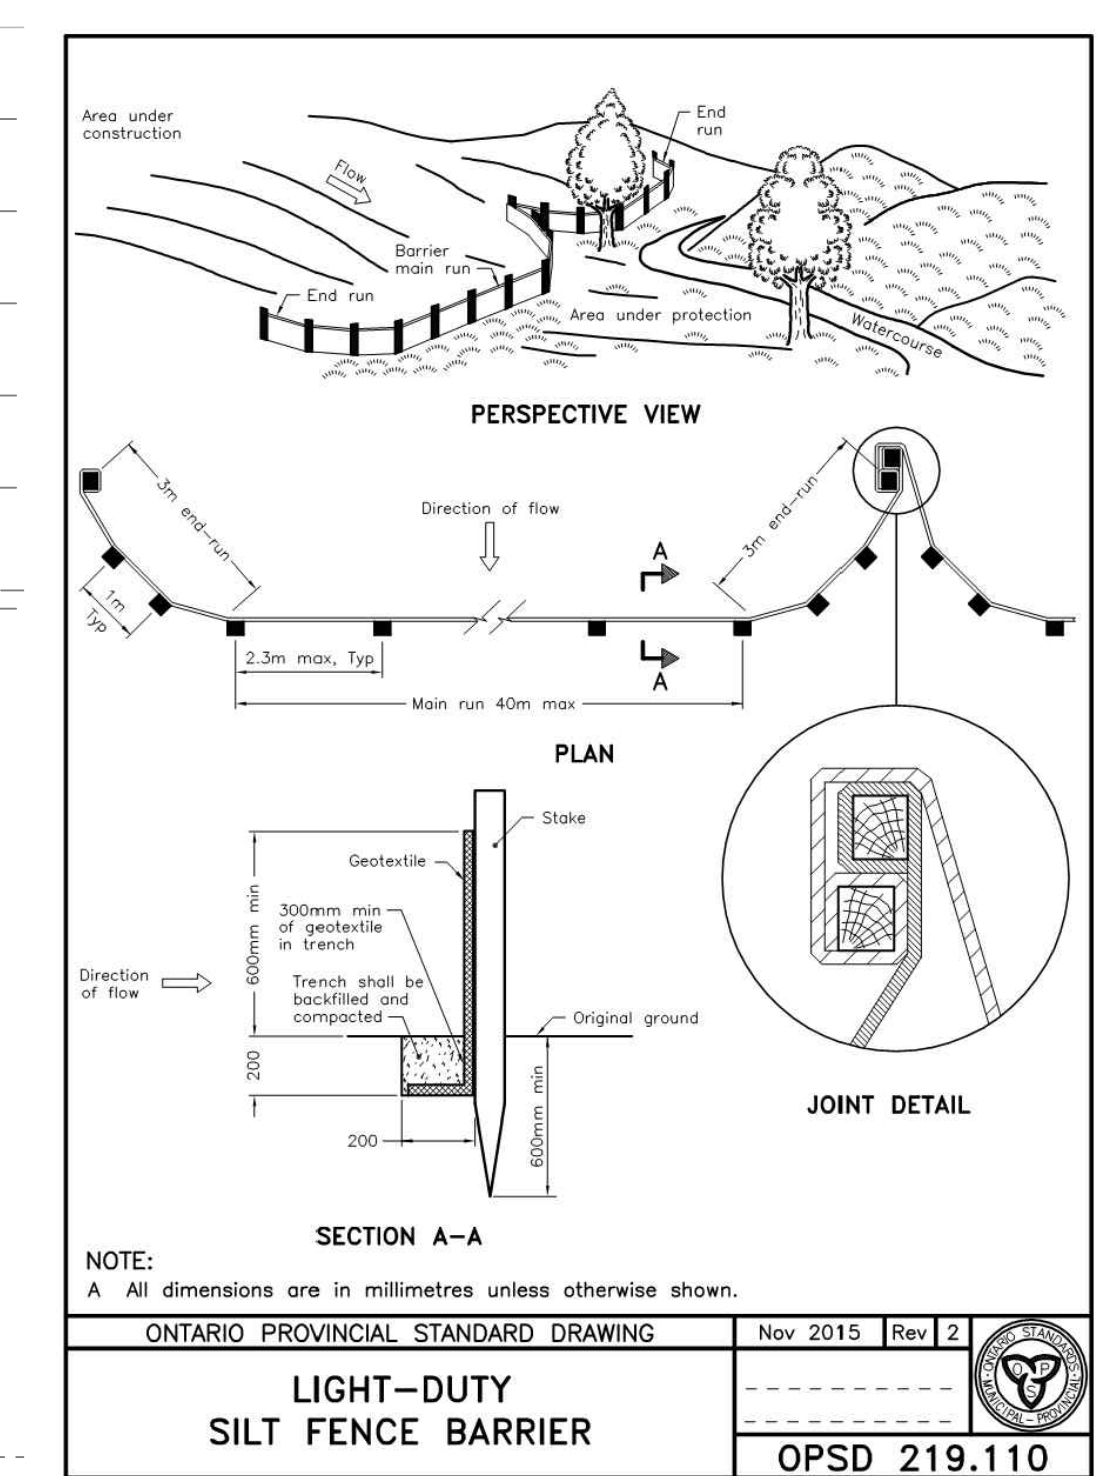 Area under
construction
End
run
Flow
Barrier
main run
End run
Area under protection
Watercourse
PERSPECTIVE VIEW
3m end-run
Direction of flow
3m end-run
A
1m
Typ
2.3m max, Typ
A
Main run 40m max
PLAN
Stake
Geotextile
600mm min
300mm min
of geotextile
in trench
Direction
of flow
Trench shall be
backfilled and
compacted
Original ground
200
600mm min
200
JOINT DETAIL
SECTION A-A
NOTE:
A All dimensions are in millimetres unless otherwise shown.
ONTARIO PROVINCIAL STANDARD DRAWING
Nov 2015
Rev
2
ONTARIO STANDARDS
MUNICIPAL-PROVINCIAL
O P
S
LIGHT-DUTY
SILT FENCE BARRIER
OPSD 219.110